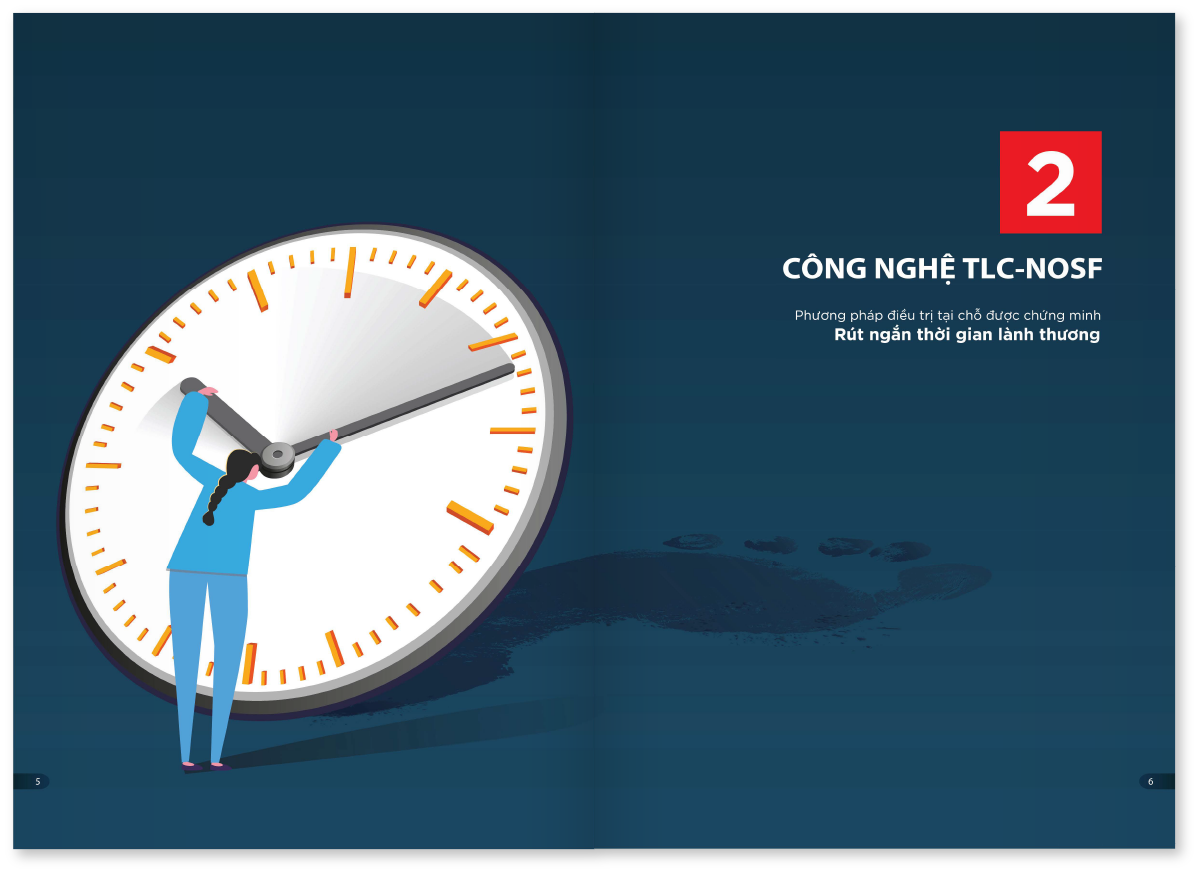 2
CÔNG NGHỆ TLC-NOSF
Phương pháp điều trị tại chỗ được chứng minh
Rút ngắn thời gian lành thương
5
6